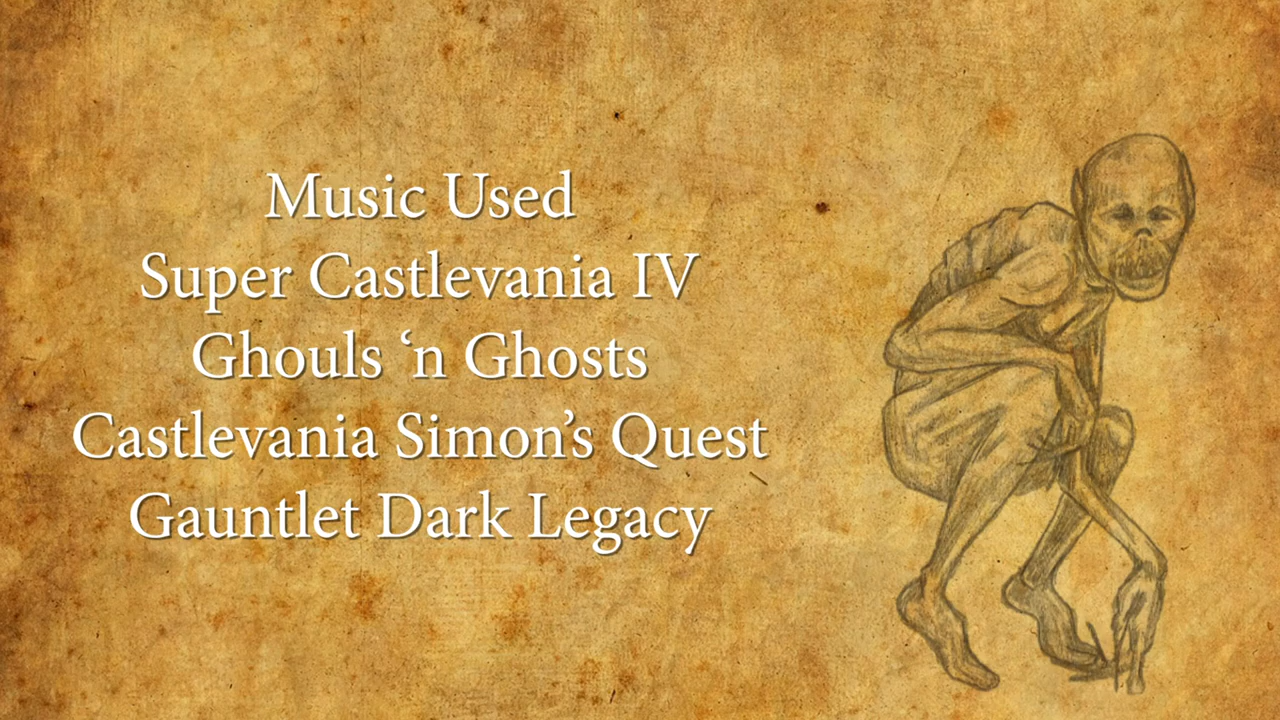 Music Used
Super Castlevania IV
Ghouls ‘n Ghosts
Castlevania Simon’s Quest
Gauntlet Dark Legacy